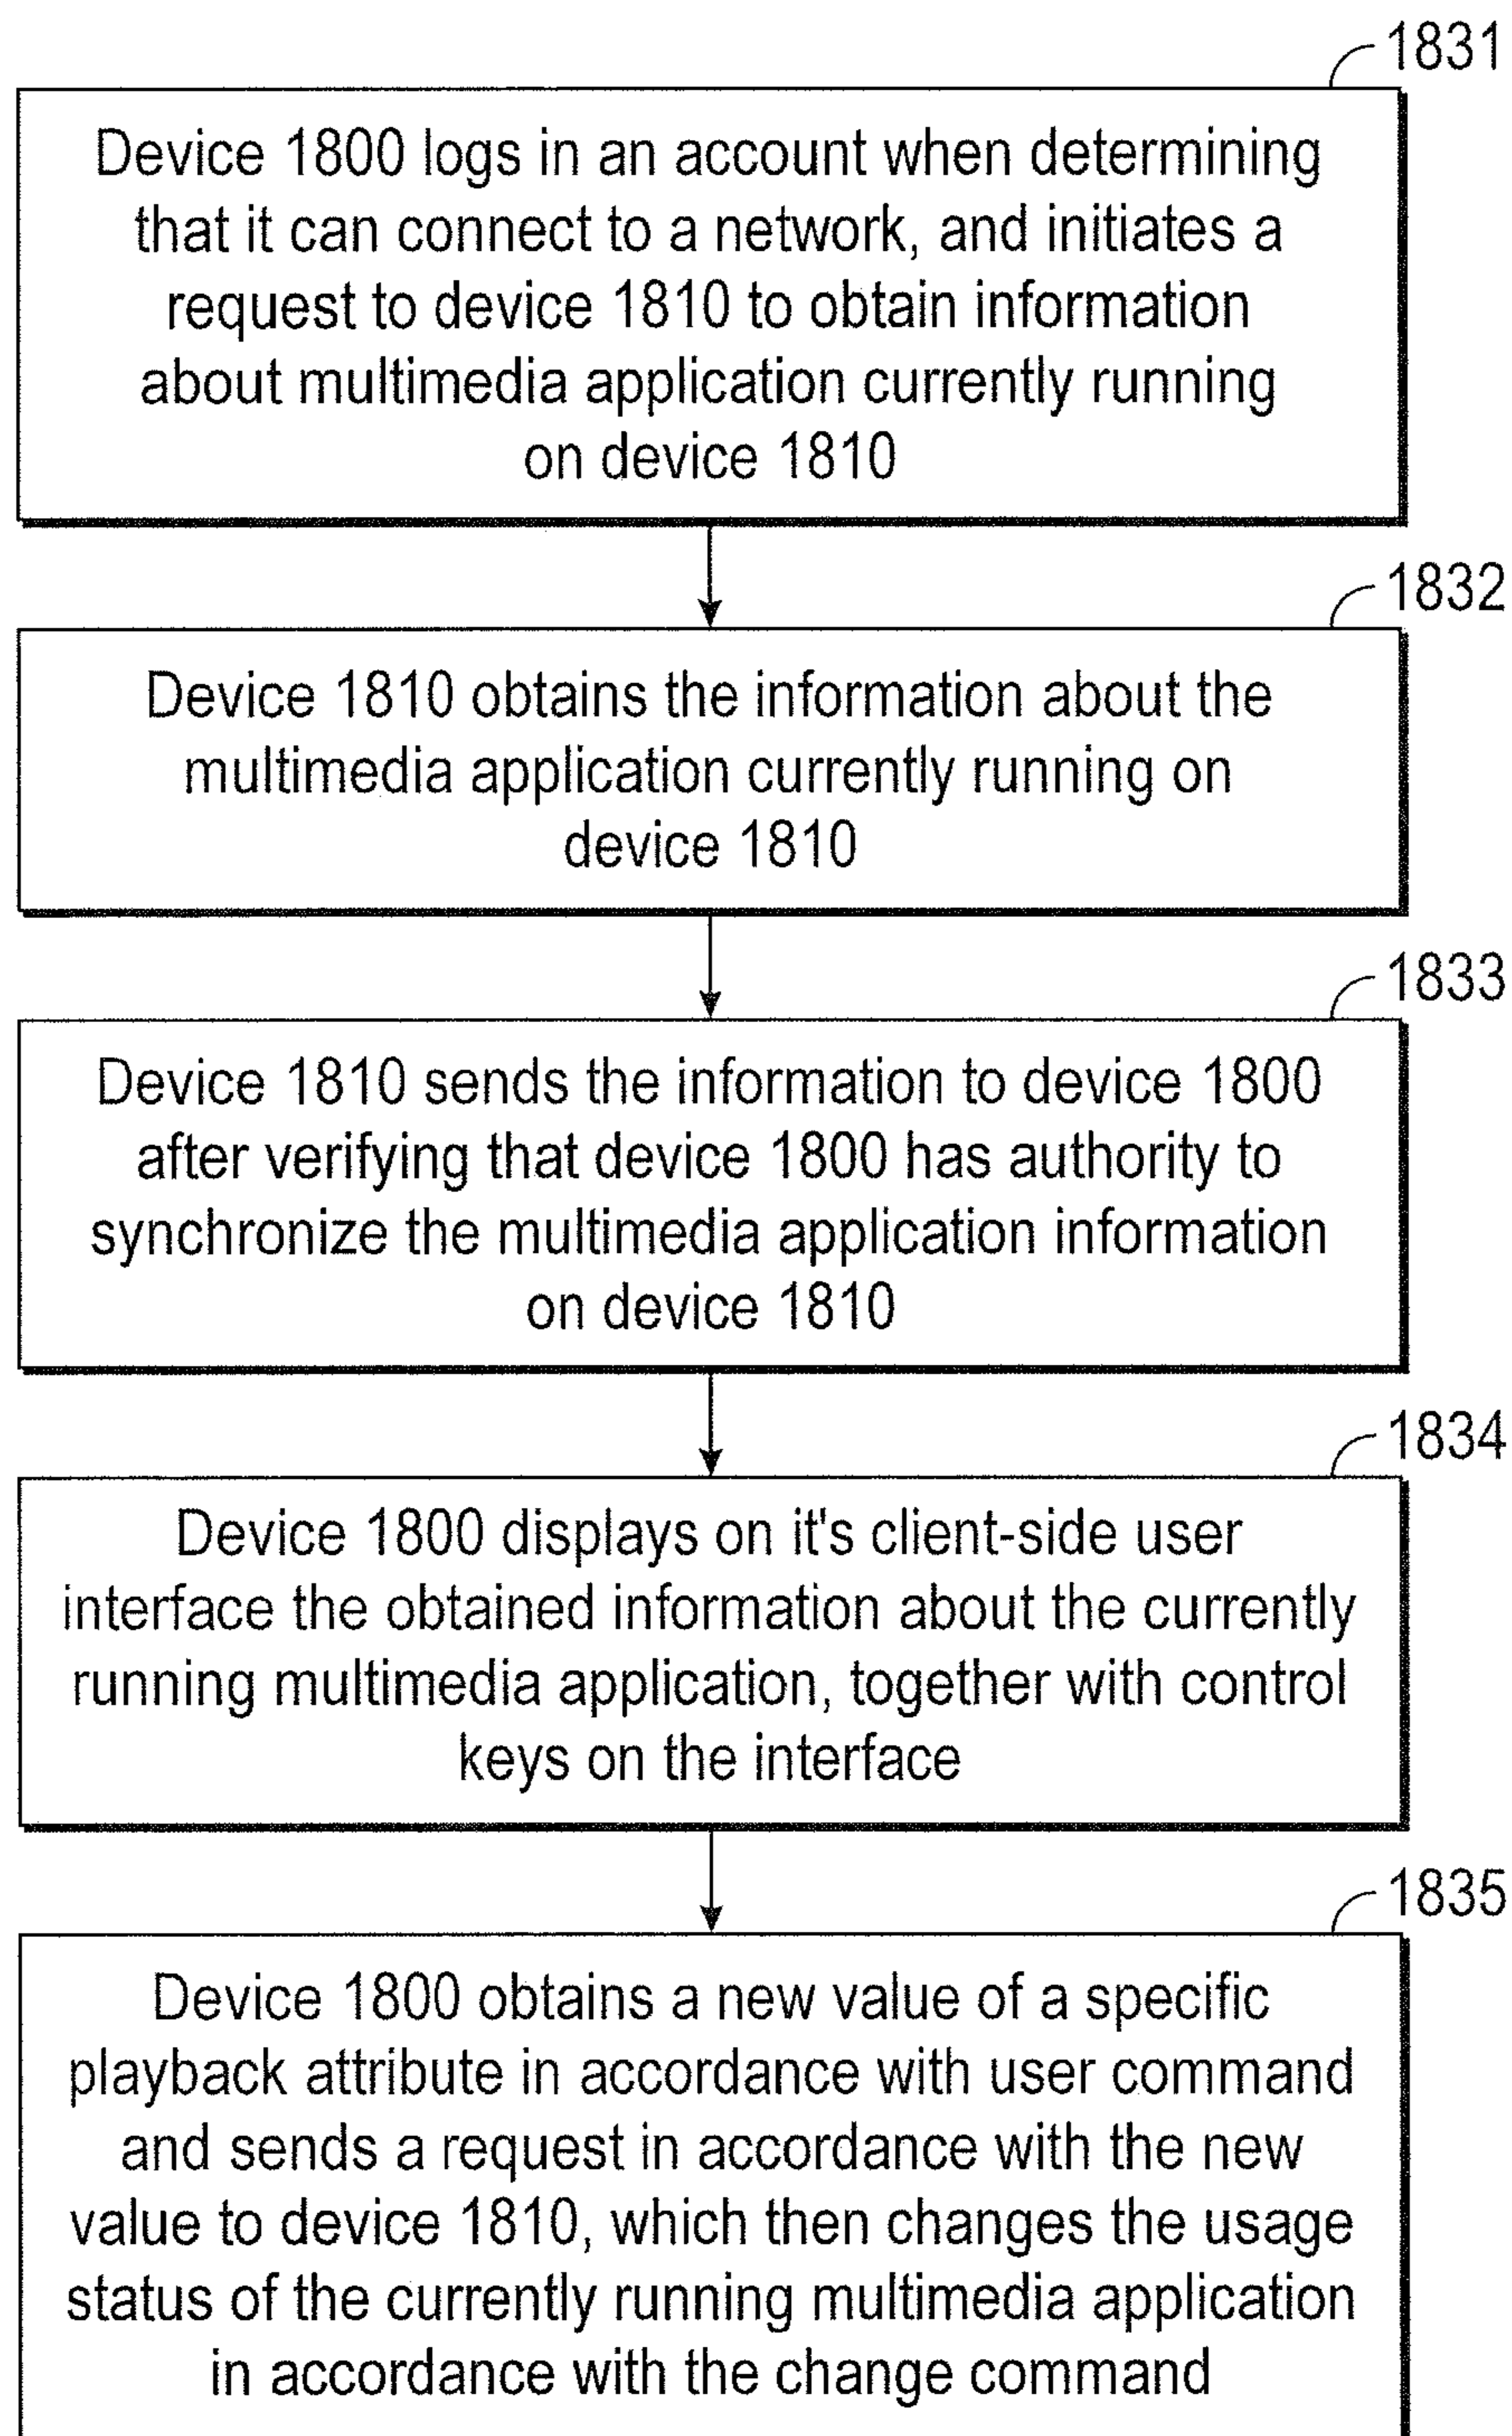 1831
Device 1800 logs in an account when determining
that it can connect to a network, and initiates a
request to device 1810 to obtain information
about multimedia application currently running
on device 1810
1832
Device 1810 obtains the information about the
multimedia application currently running on
device 1810
1833
Device 1810 sends the information to device 1800
after verifying that device 1800 has authority to
synchronize the multimedia application information
on device 1810
1834
Device 1800 displays on it's client-side user
interface the obtained information about the currently
running multimedia application, together with control
keys on the interface
1835
Device 1800 obtains a new value of a specific
playback attribute in accordance with user command
and sends a request in accordance with the new
value to device 1810, which then changes the usage
status of the currently running multimedia application
in accordance with the change command